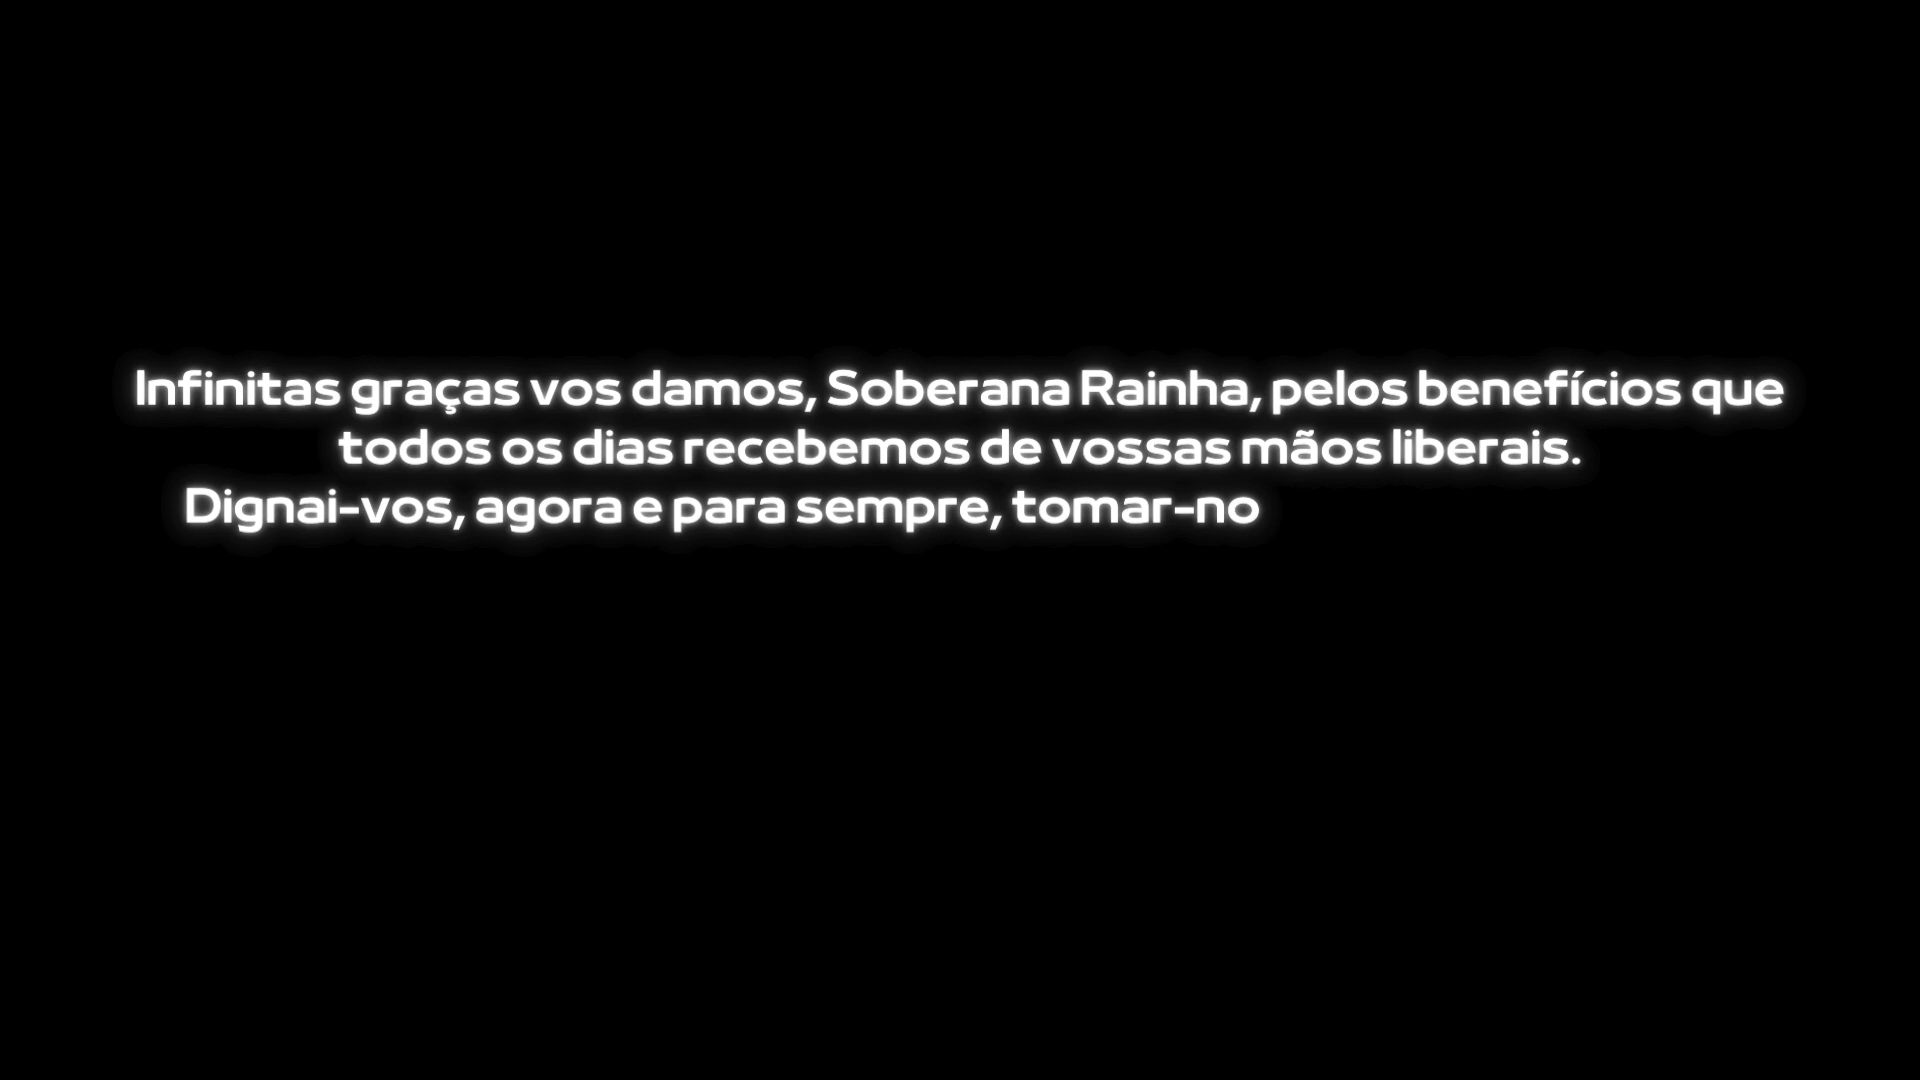 Infinitas graças vos damos, Soberana Rainha, pelos benefícios que
todos os dias recebemos de vossas mãos liberais.
Dignai-vos, agora e para sempre, tomar-no